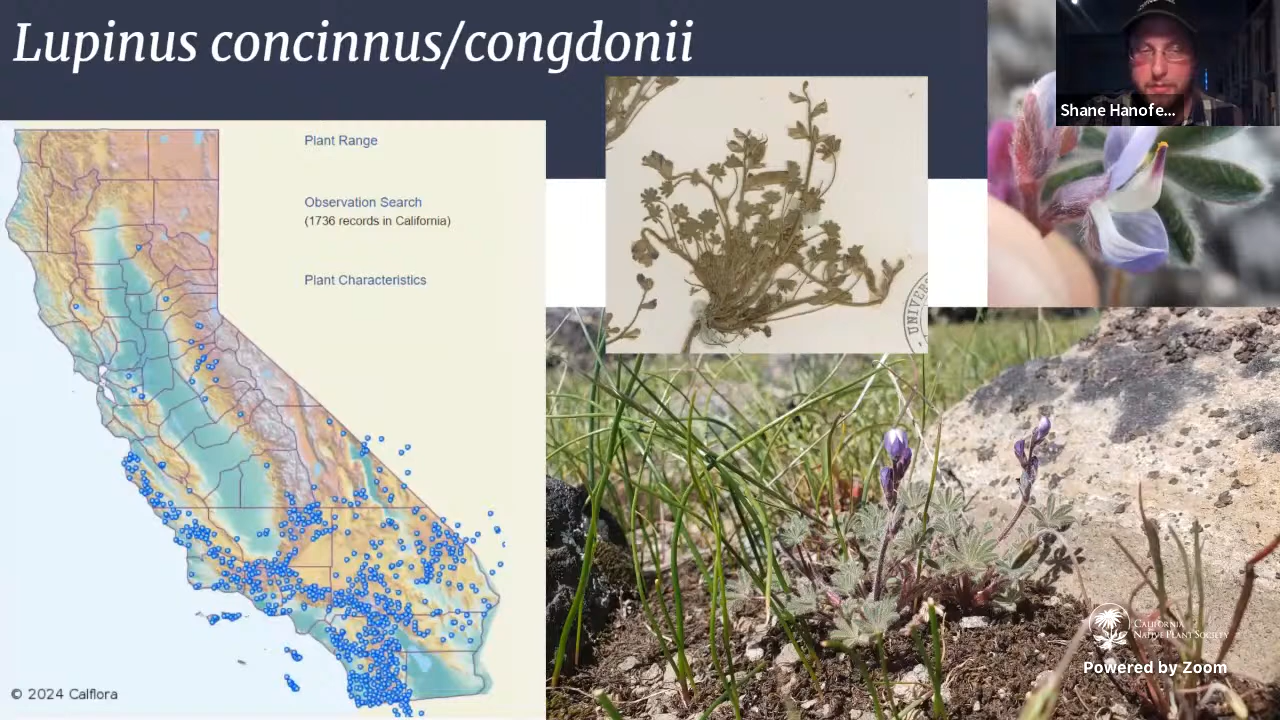 Lupinus concinnus/congdonii
Shane Hanofe...
Plant Range
Observation Search
(1736 records in California)
Plant Characteristics
UNIVERS
CALIFORNIA
NATIVE PLANT SOCIETY
Powered by Zoom
© 2024 Calflora